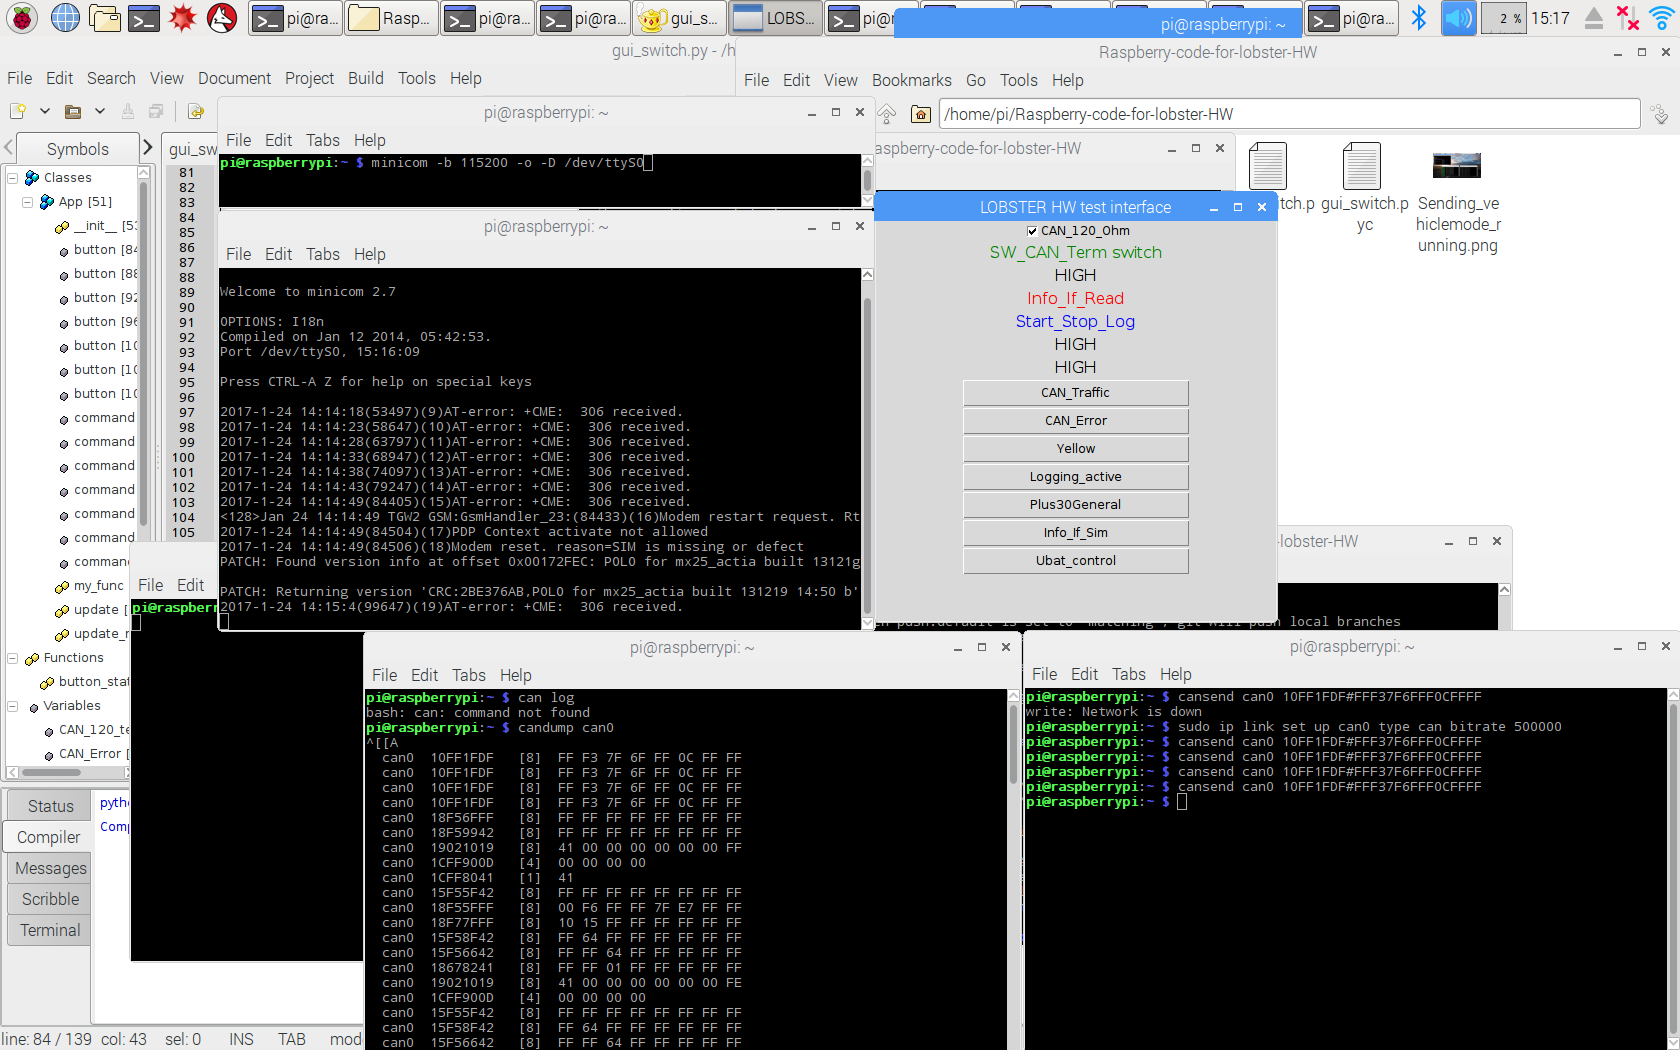 pi@ra...
Rasp...
pi@ra...
pi@ra...
gui_s...
LOBS...
pi@r
pi@raspberrypi: ~
pi@ra...
2 %
15:17
gui_switch.py - /h
File Edit Search View Document Project Build Tools Help
Symbols
gui_sw
Classes
App [51]
__init__ [53
button [84
button [88
button [92
button [96
button [10
button [10
button [10
command
command
command
command
command
command
comman
my_func
update [
update_r
Functions
button_stat
Variables
CAN_120_te
CAN_Error [
81
82
83
84
85
86
87
88
89
90
91
92
93
94
95
96
97
98
99
100
101
102
103
104
105
Status
Compiler
Messages
Scribble
Terminal
pytho
Comp
line: 84 / 139 col: 43 sel: 0 INS TAB mod
Raspberry-code-for-lobster-HW
File Edit View Bookmarks Go Tools Help
/home/pi/Raspberry-code-for-lobster-HW
aspberry-code-for-lobster-HW
tch.p
gui_switch.p
yc
Sending_ve
hiclemode_r
unning.png
pi@raspberrypi: ~
File Edit Tabs Help
pi@raspberrypi:~ $ minicom -b 115200 -o -D /dev/ttyS0
pi@raspberrypi: ~
File Edit Tabs Help
Welcome to minicom 2.7
OPTIONS: I18n
Compiled on Jan 12 2014, 05:42:53.
Port /dev/ttyS0, 15:16:09
Press CTRL-A Z for help on special keys
2017-1-24 14:14:18(53497)(9)AT-error: +CME:  306 received.
2017-1-24 14:14:23(58647)(10)AT-error: +CME:  306 received.
2017-1-24 14:14:28(63797)(11)AT-error: +CME:  306 received.
2017-1-24 14:14:33(68947)(12)AT-error: +CME:  306 received.
2017-1-24 14:14:38(74097)(13)AT-error: +CME:  306 received.
2017-1-24 14:14:43(79247)(14)AT-error: +CME:  306 received.
2017-1-24 14:14:49(84405)(15)AT-error: +CME:  306 received.
<128>Jan 24 14:14:49 TGW2 GSM:GsmHandler_23:(84433)(16)Modem restart request. Rt
2017-1-24 14:14:49(84504)(17)PDP Context activate not allowed
2017-1-24 14:14:49(84506)(18)Modem reset. reason=SIM is missing or defect
PATCH: Found version info at offset 0x00172FEC: POL0 for mx25_actia built 13121g
PATCH: Returning version 'CRC:2BE376AB,POL0 for mx25_actia built 131219 14:50 b'
2017-1-24 14:15:4(99647)(19)AT-error: +CME:  306 received.
LOBSTER HW test interface
CAN_120_Ohm
SW_CAN_Term switch
HIGH
Info_If_Read
Start_Stop_Log
HIGH
HIGH
CAN_Traffic
CAN_Error
Yellow
Logging_active
Plus30General
Info_If_Sim
Ubat_control
-lobster-HW
push.default is set to 'matching', git will push local branches
File Edit
pi@raspberr
pi@raspberrypi: ~
File Edit Tabs Help
pi@raspberrypi:~ $ can log
bash: can: command not found
pi@raspberrypi:~ $ candump can0
^[[A
can0  10FF1FDF   [8]  FF F3 7F 6F FF 0C FF FF
can0  10FF1FDF   [8]  FF F3 7F 6F FF 0C FF FF
can0  10FF1FDF   [8]  FF F3 7F 6F FF 0C FF FF
can0  10FF1FDF   [8]  FF F3 7F 6F FF 0C FF FF
can0  18F56FFF   [8]  FF FF FF FF FF FF FF FF
can0  18F59942   [8]  FF FF FF FF FF FF FF FF
can0  19021019   [8]  41 00 00 00 00 00 00 FF
can0  1CFF900D   [4]  00 00 00 00
can0  1CFF8041   [1]  41
can0  15F55F42   [8]  FF FF FF FF FF FF FF FF
can0  18F55FFF   [8]  00 F6 FF FF 7F E7 FF FF
can0  18F77FFF   [8]  10 15 FF FF FF FF FF FF
can0  15F58F42   [8]  FF 64 FF FF FF FF FF FF
can0  15F56642   [8]  FF FF 64 FF FF FF FF FF
can0  18678241   [8]  FF FF 01 FF FF FF FF FF
can0  19021019   [8]  41 00 00 00 00 00 00 FE
can0  1CFF900D   [4]  00 00 00 00
can0  15F55F42   [8]  FF FF FF FF FF FF FF FF
can0  15F58F42   [8]  FF 64 FF FF FF FF FF FF
can0  15F56642   [8]  FF FF 64 FF FF FF FF FF
pi@raspberrypi: ~
File Edit Tabs Help
pi@raspberrypi:~ $ cansend can0 10FF1FDF#FFF37F6FFF0CFFFF
write: Network is down
pi@raspberrypi:~ $ sudo ip link set up can0 type can bitrate 500000
pi@raspberrypi:~ $ cansend can0 10FF1FDF#FFF37F6FFF0CFFFF
pi@raspberrypi:~ $ cansend can0 10FF1FDF#FFF37F6FFF0CFFFF
pi@raspberrypi:~ $ cansend can0 10FF1FDF#FFF37F6FFF0CFFFF
pi@raspberrypi:~ $ cansend can0 10FF1FDF#FFF37F6FFF0CFFFF
pi@raspberrypi:~ $